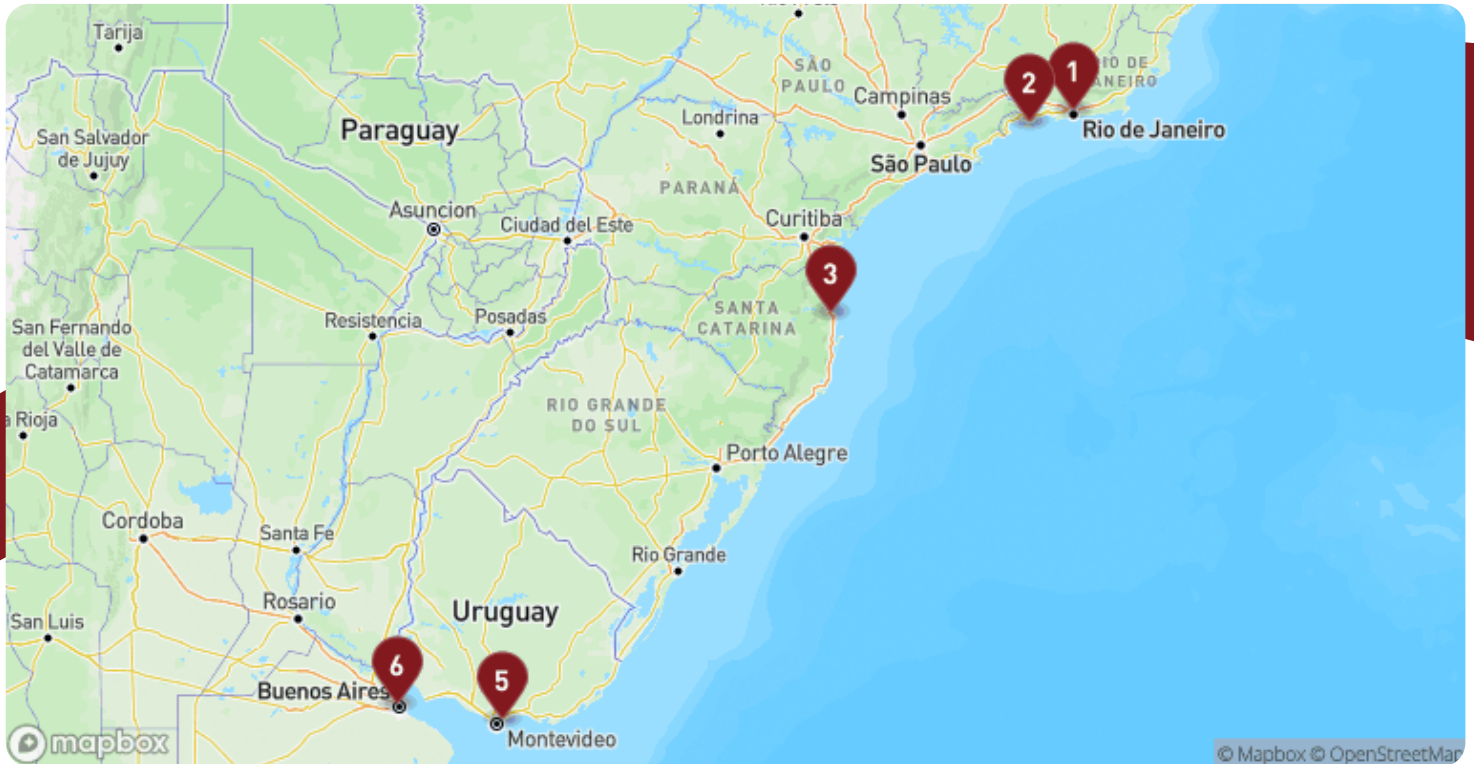 Tarija
SÃO
PAULO
Campinas
2
1
RIO DE
JANEIRO
Rio de Janeiro
São Paulo
Londrina
Paraguay
San Salvador
de Jujuy
PARANÁ
Asuncion
Ciudad del Este
Curitiba
3
SANTA
CATARINA
Resistencia
Posadas
San Fernando
del Valle de
Catamarca
a Rioja
RIO GRANDE
DO SUL
Porto Alegre
Cordoba
Santa Fe
Rio Grande
Rosario
Uruguay
San Luis
6
5
Buenos Aires
Montevideo
mapbox
© Mapbox © OpenStreetMap